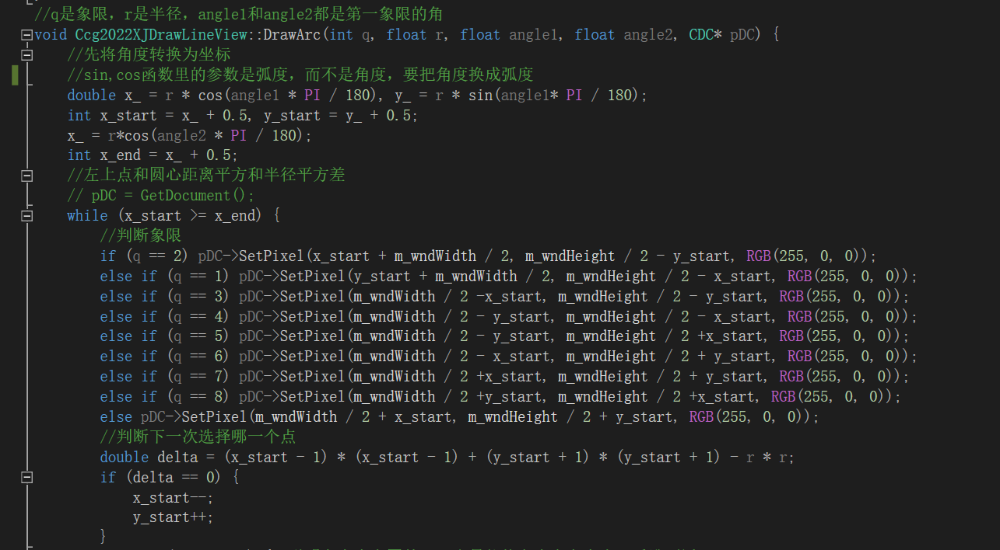 //q是象限，r是半径，angle1和angle2都是第一象限的角
void Ccg2022XJDrawLineView::DrawArc(int q, float r, float angle1, float angle2, CDC* pDC) {
//先将角度转换为坐标
//sin,cos函数里的参数是弧度，而不是角度，要把角度换成弧度
double x_ = r * cos(angle1 * PI / 180), y_ = r * sin(angle1* PI / 180);
int x_start = x_ + 0.5, y_start = y_ + 0.5;
x_ = r*cos(angle2 * PI / 180);
int x_end = x_ + 0.5;
//左上点和圆心距离平方和半径平方差
// pDC = GetDocument();
while (x_start >= x_end) {
//判断象限
if (q == 2) pDC->SetPixel(x_start + m_wndWidth / 2, m_wndHeight / 2 - y_start, RGB(255, 0, 0));
else if (q == 1) pDC->SetPixel(y_start + m_wndWidth / 2, m_wndHeight / 2 - x_start, RGB(255, 0, 0));
else if (q == 3) pDC->SetPixel(m_wndWidth / 2 -x_start, m_wndHeight / 2 - y_start, RGB(255, 0, 0));
else if (q == 4) pDC->SetPixel(m_wndWidth / 2 - y_start, m_wndHeight / 2 - x_start, RGB(255, 0, 0));
else if (q == 5) pDC->SetPixel(m_wndWidth / 2 - y_start, m_wndHeight / 2 +x_start, RGB(255, 0, 0));
else if (q == 6) pDC->SetPixel(m_wndWidth / 2 - x_start, m_wndHeight / 2 + y_start, RGB(255, 0, 0));
else if (q == 7) pDC->SetPixel(m_wndWidth / 2 +x_start, m_wndHeight / 2 + y_start, RGB(255, 0, 0));
else if (q == 8) pDC->SetPixel(m_wndWidth / 2 +y_start, m_wndHeight / 2 +x_start, RGB(255, 0, 0));
else pDC->SetPixel(m_wndWidth / 2 + x_start, m_wndHeight / 2 + y_start, RGB(255, 0, 0));
//判断下一次选择哪一个点
double delta = (x_start - 1) * (x_start - 1) + (y_start + 1) * (y_start + 1) - r * r;
if (delta == 0) {
x_start--;
y_start++;
}